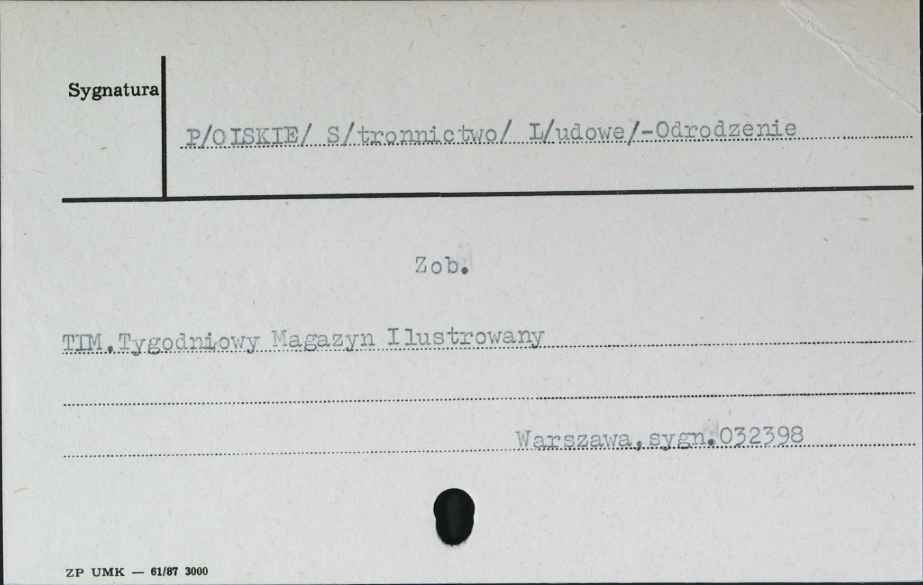 Sygnatura
P/OlSKIE/ S/tronnictwo/ L/udowe/-Odrodzenie
Zob.
TIM.Tygodniowy Magazyn Ilustrowany
Warszawa,sygn.032398
ZP UMK — 61/87 3000